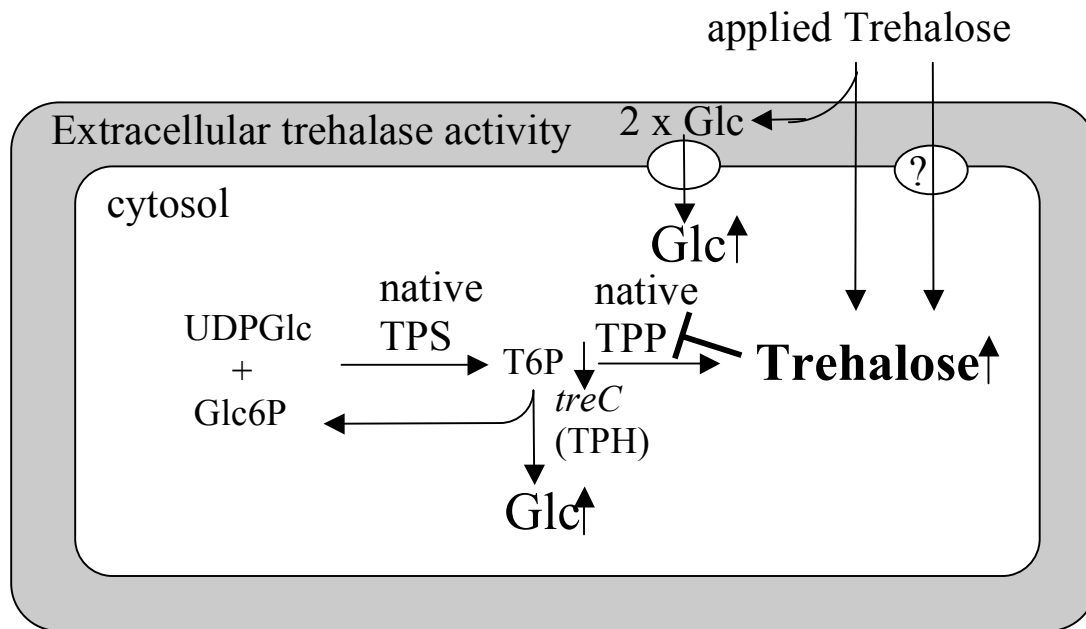 applied Trehalose
Extracellular trehalase activity
2 x Glc
?
cytosol
Glc
native
TPS
native
TPP
UDPGlc
+
Glc6P
T6P
Trehalose
treC
(TPH)
Glc